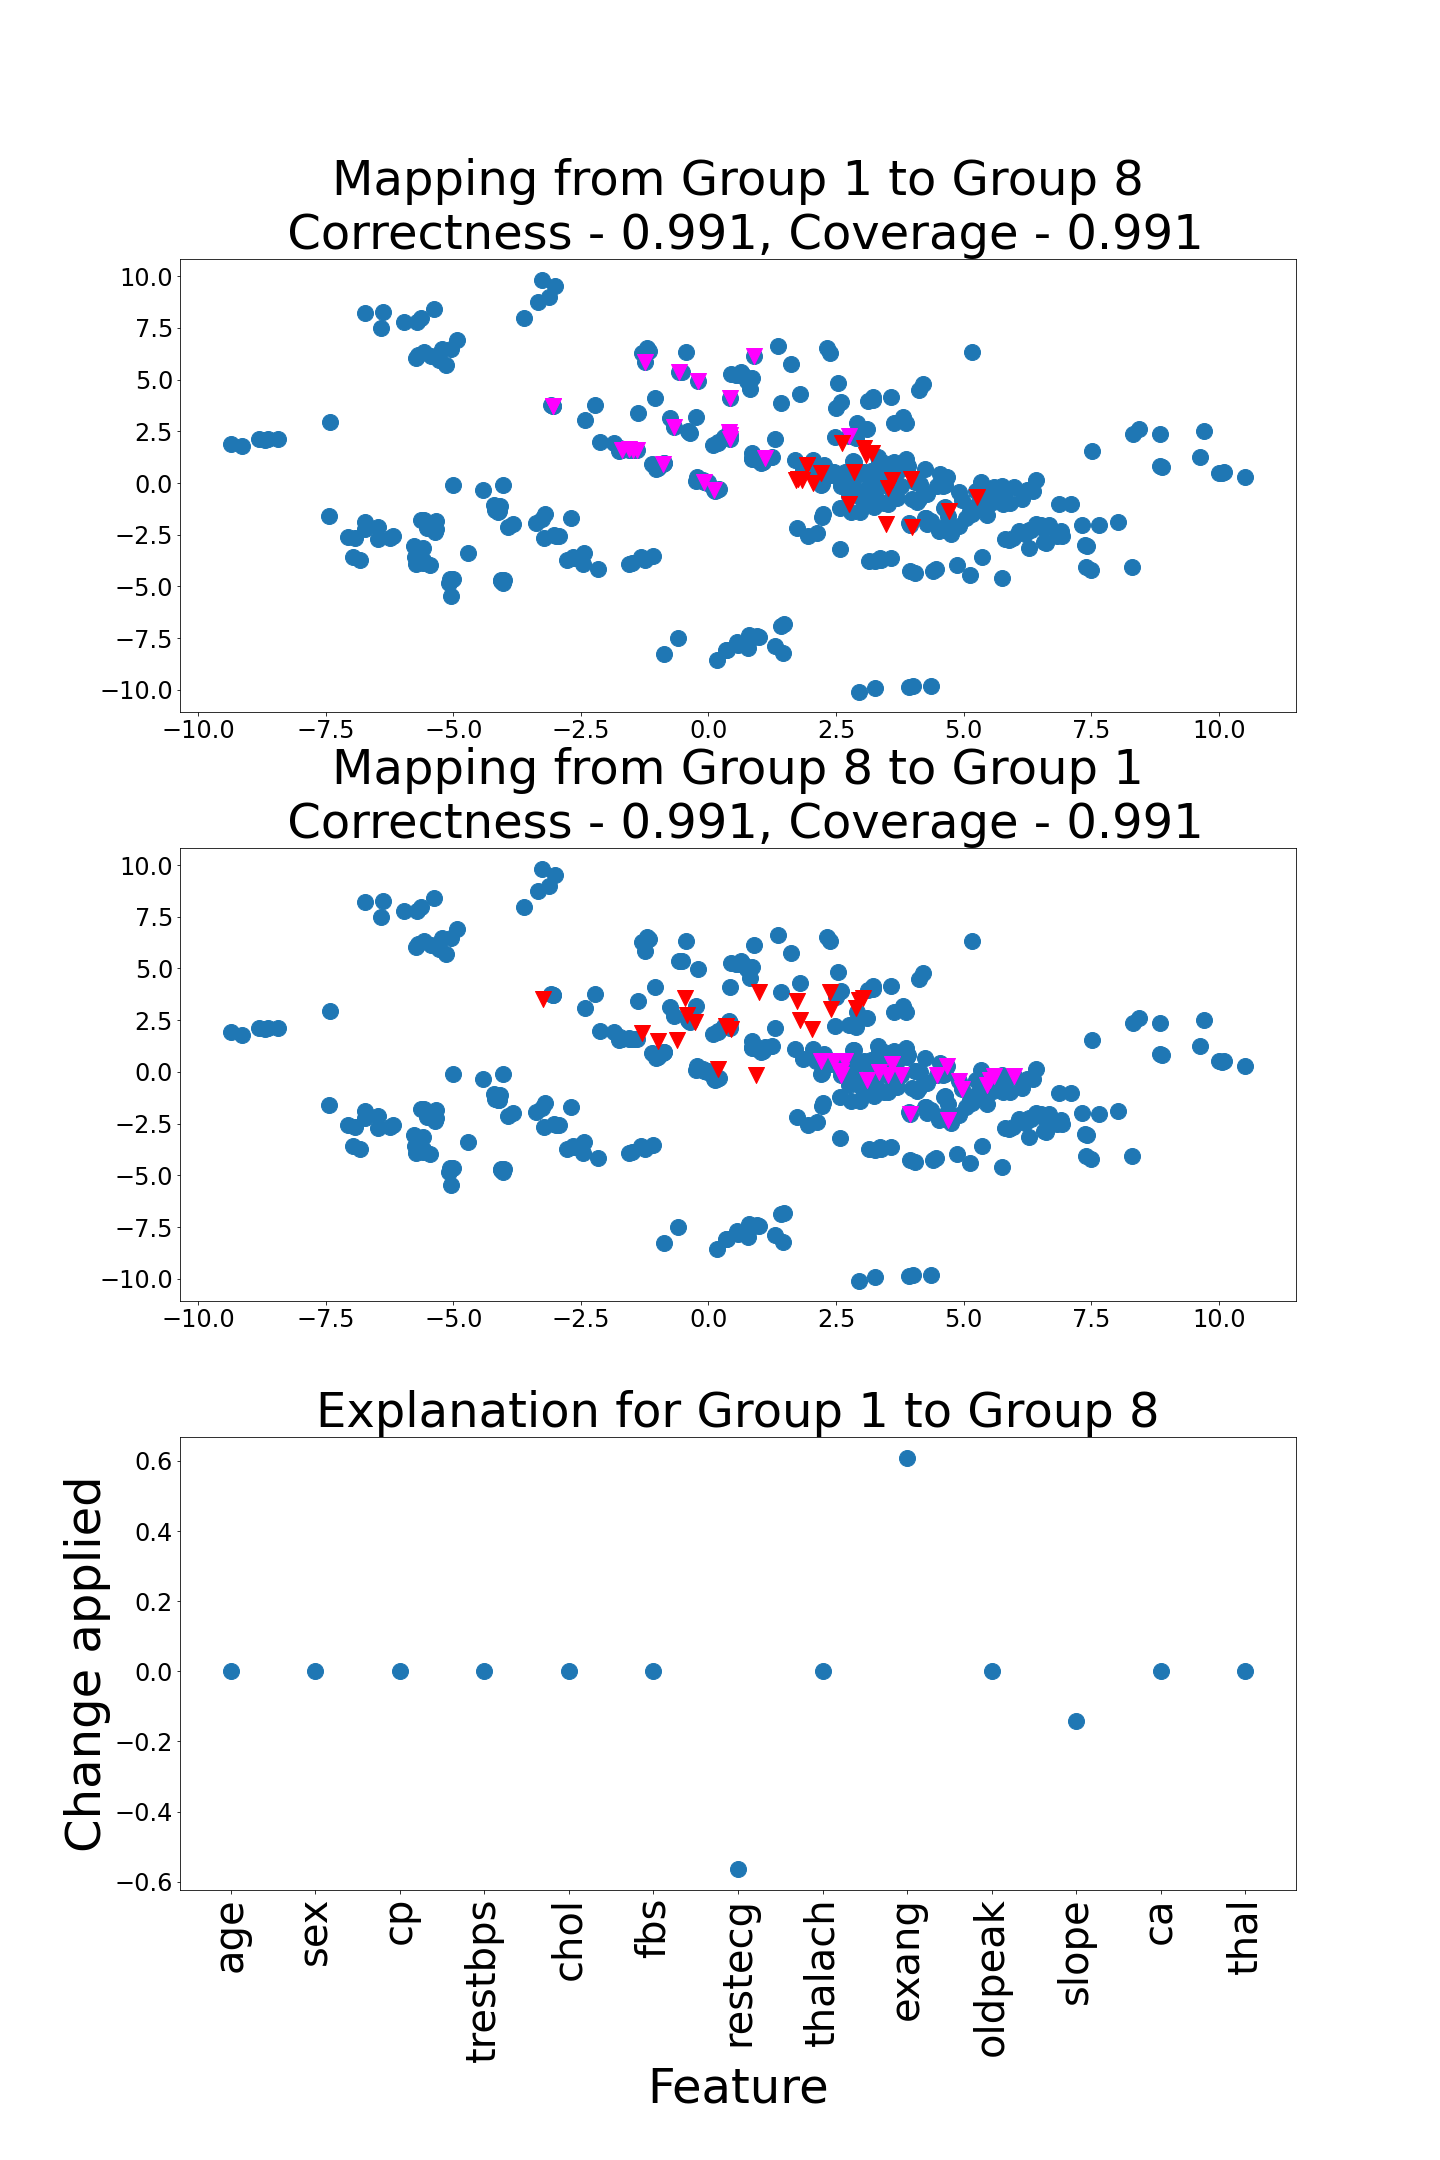 Mapping from Group 1 to Group 8
Correctness - 0.991, Coverage - 0.991
10.0
7.5
5.0
2.5
0.0
−2.5
−5.0
−7.5
−10.0
−10.0 −7.5 −5.0 −2.5 0.0 2.5 5.0 7.5 10.0
Mapping from Group 8 to Group 1
Correctness - 0.991, Coverage - 0.991
10.0
7.5
5.0
2.5
0.0
−2.5
−5.0
−7.5
−10.0
−10.0 −7.5 −5.0 −2.5 0.0 2.5 5.0 7.5 10.0
Explanation for Group 1 to Group 8
Change applied
0.6
0.4
0.2
0.0
−0.2
−0.4
−0.6
age
sex
cp
trestbps
chol
fbs
restecg
thalach
exang
oldpeak
slope
ca
thal
Feature